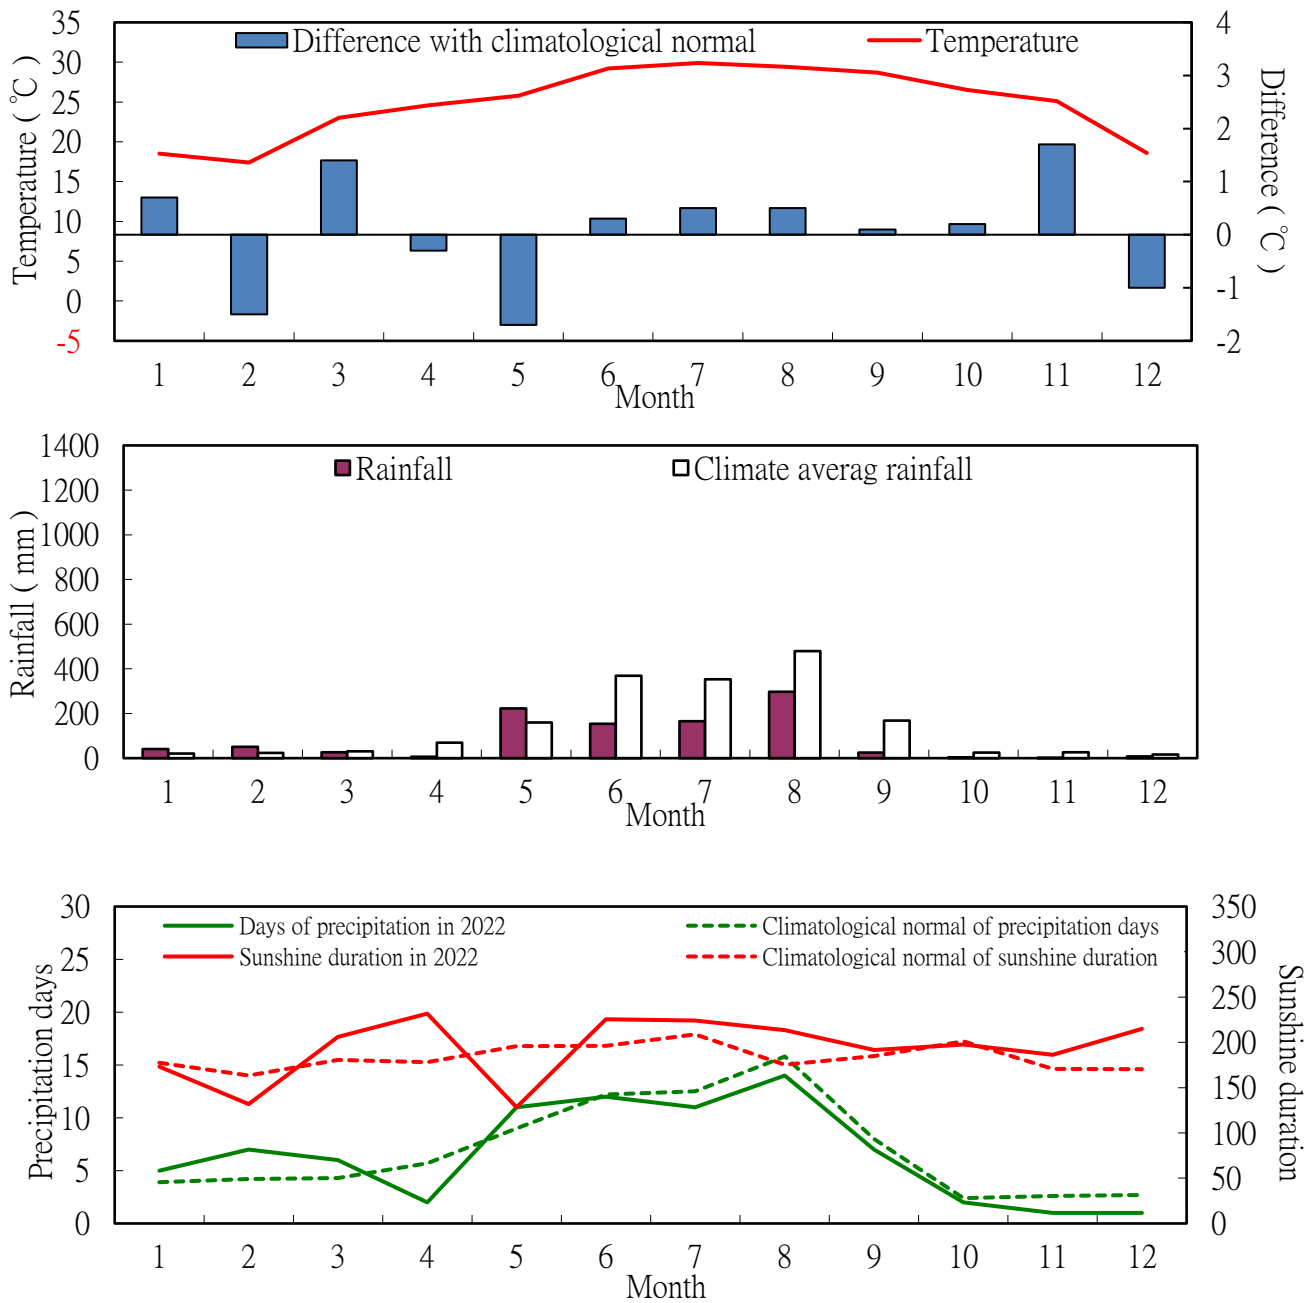 Difference with climatological normal
Temperature
Temperature ( ℃ )
35
30
25
20
15
10
5
0
-5
4
3
2
1
0
-1
-2
Difference ( ℃ )
1 2 3 4 5 6 7 8 9 10 11 12
Month
Rainfall
Climate averag rainfall
Rainfall ( mm )
1400
1200
1000
800
600
400
200
0
1 2 3 4 5 6 7 8 9 10 11 12
Month
Days of precipitation in 2022
Climatological normal of precipitation days
Sunshine duration in 2022
Climatological normal of sunshine duration
Precipitation days
30
25
20
15
10
5
0
350
300
250
200
150
100
50
0
Sunshine duration
1 2 3 4 5 6 7 8 9 10 11 12
Month